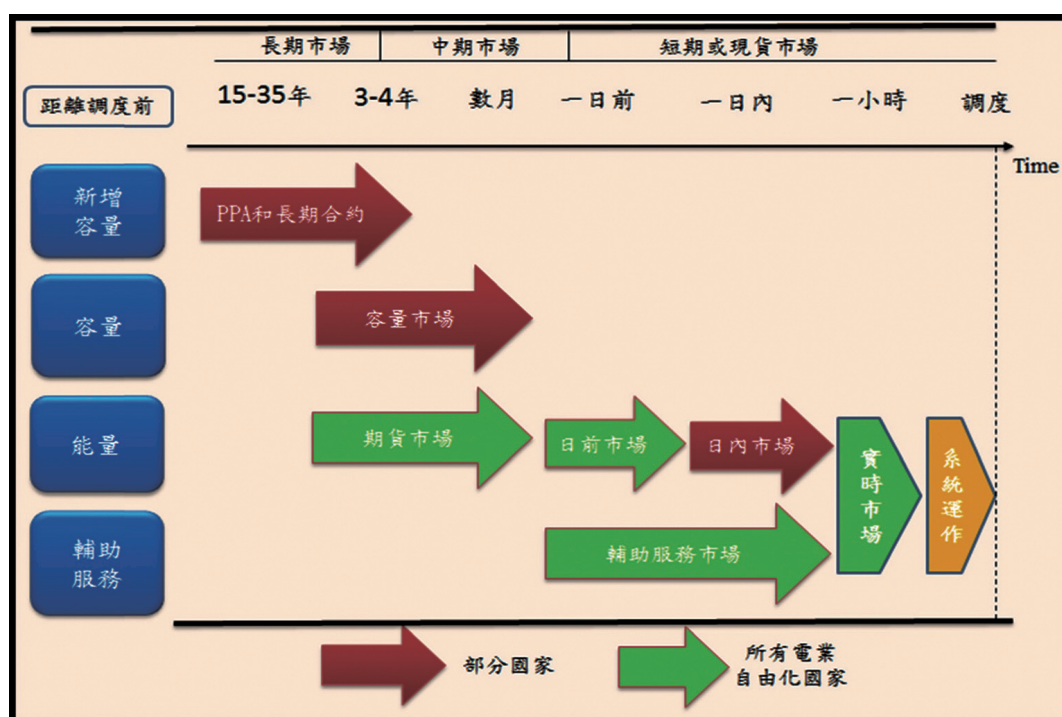 長期市場 中期市場 短期或現貨市場
距離調度前 15-35年 3-4年 數月 一日前 一日內 一小時 調度
Time
新增
容量
PPA和長期合約
容量
容量市場
能量
期貨市場 日前市場 日內市場
實時市場
系統運作
輔助
服務
輔助服務市場
部分國家
所有電業
自由化國家